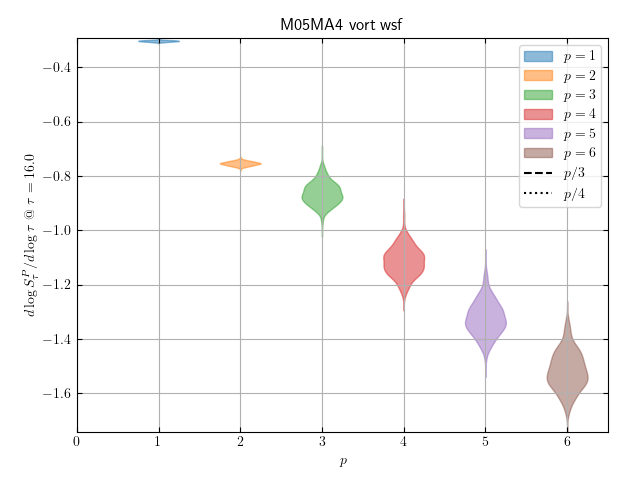 M05MA4 vort wsf
d log S_τ^P / d log τ @ τ = 16.0
−0.4
−0.6
−0.8
−1.0
−1.2
−1.4
−1.6
0 1 2 3 4 5 6
p
p = 1
p = 2
p = 3
p = 4
p = 5
p = 6
p/3
p/4